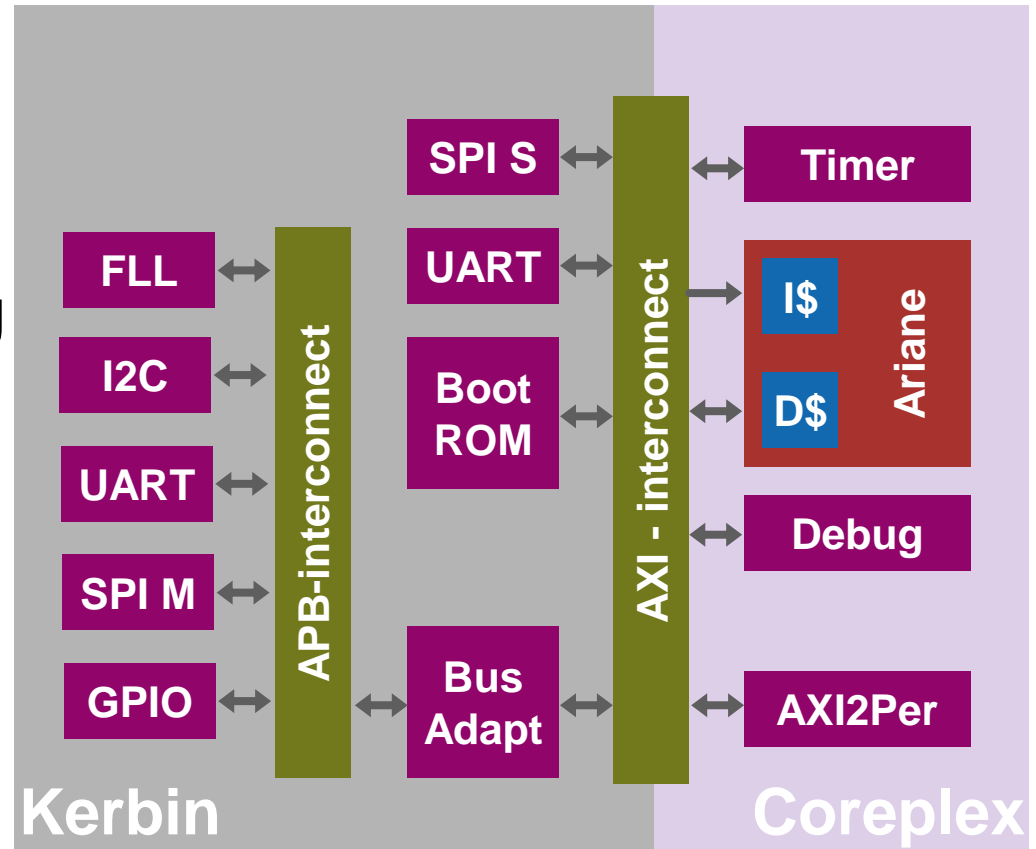 SPI S
Timer
FLL
UART
I$
Ariane
I2C
Boot
ROM
D$
APB-interconnect
AXI - interconnect
UART
Debug
SPI M
GPIO
Bus
Adapt
AXI2Per
Kerbin
Coreplex